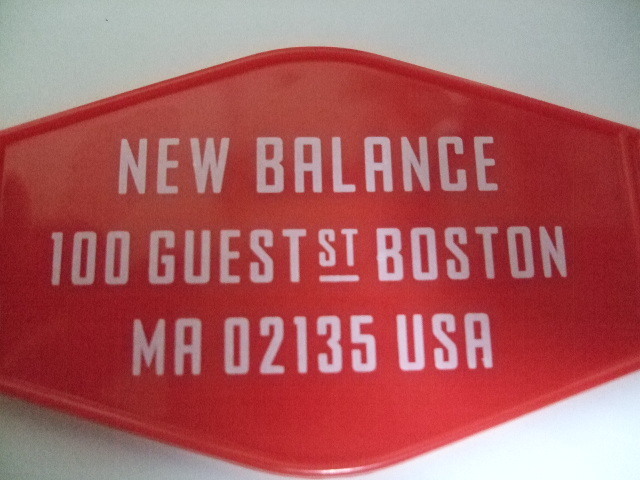 NEW BALANCE
100 GUEST ST BOSTON
MA 02135 USA